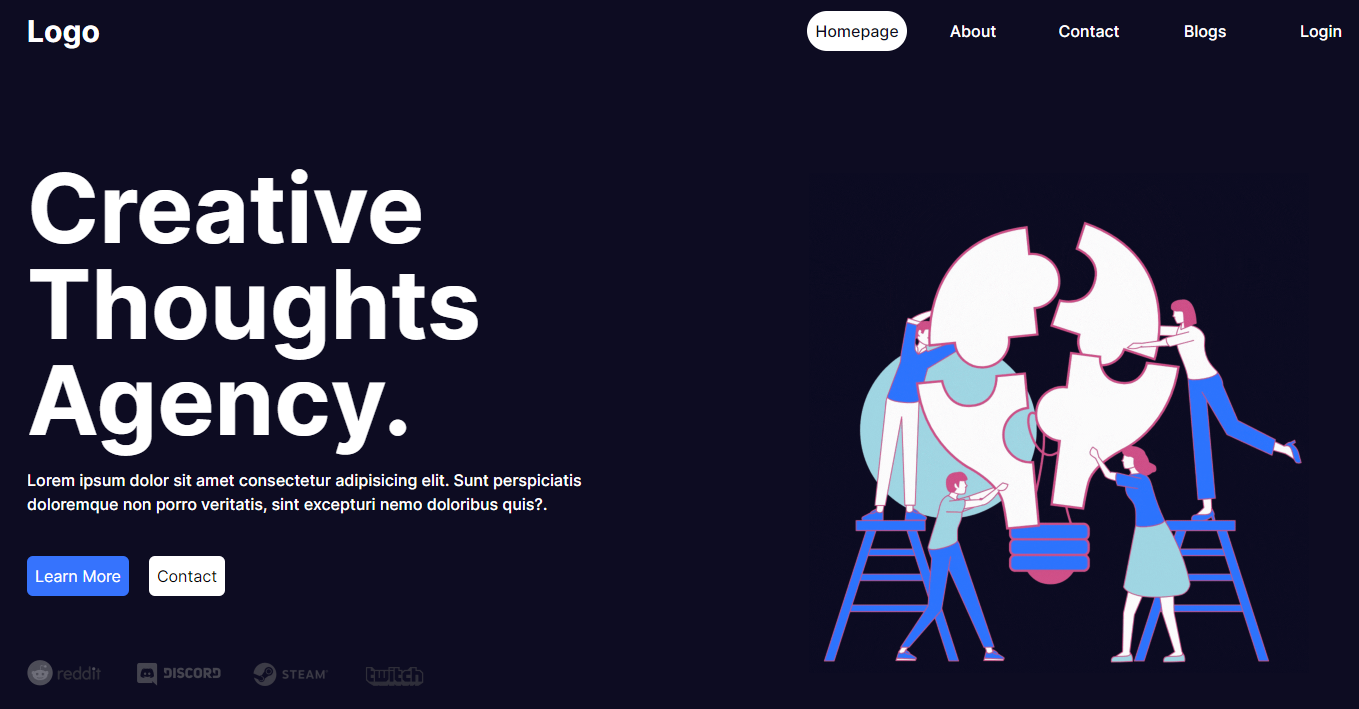 Logo
Homepage About Contact Blogs Login
Creative
Thoughts
Agency.
Lorem ipsum dolor sit amet consectetur adipisicing elit. Sunt perspiciatis
doloremque non porro veritatis, sint excepturi nemo doloribus quis?.
Learn More Contact
reddit DISCORD STEAM twitch